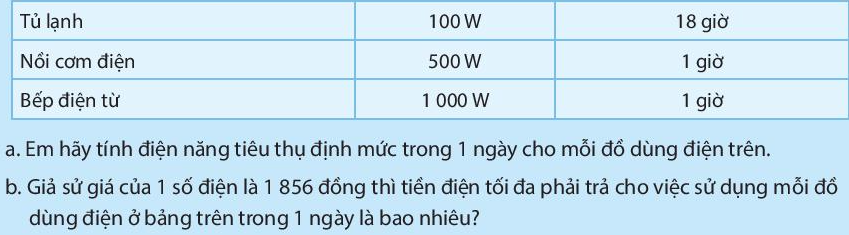 Tủ lạnh 100 W 18 giờ
Nồi cơm điện 500 W 1 giờ
Bếp điện từ 1 000 W 1 giờ
a. Em hãy tính điện năng tiêu thụ định mức trong 1 ngày cho mỗi đồ dùng điện trên.
b. Giả sử giá của 1 số điện là 1 856 đồng thì tiền điện tối đa phải trả cho việc sử dụng mỗi đồ
dùng điện ở bảng trên trong 1 ngày là bao nhiêu?